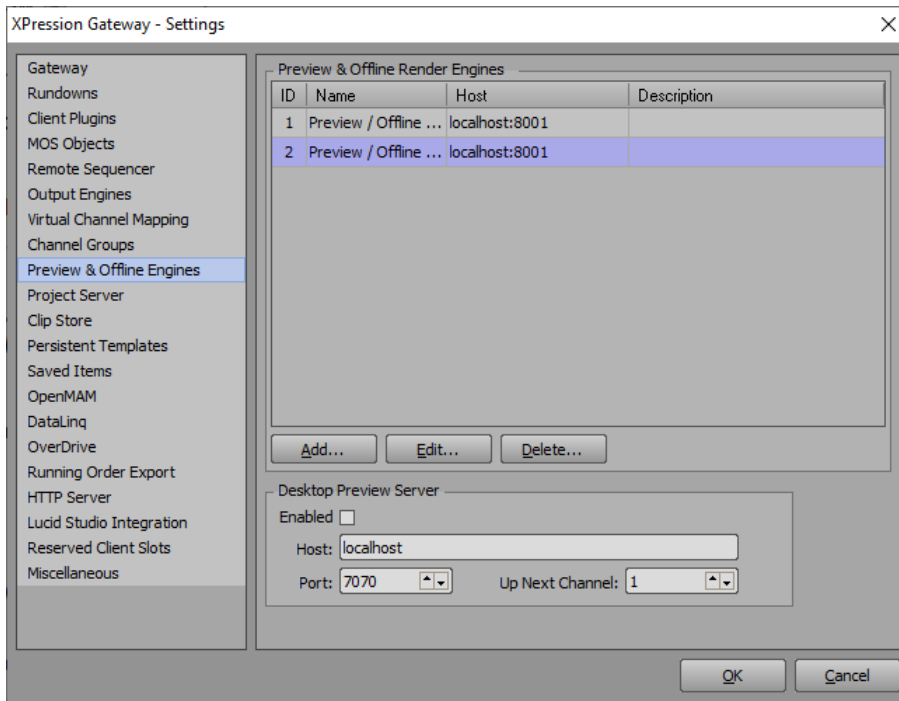 XPression Gateway - Settings
Gateway
Rundowns
Client Plugins
MOS Objects
Remote Sequencer
Output Engines
Virtual Channel Mapping
Channel Groups
Preview & Offline Engines
Project Server
Clip Store
Persistent Templates
Saved Items
OpenMAM
DataLinq
OverDrive
Running Order Export
HTTP Server
Lucid Studio Integration
Reserved Client Slots
Miscellaneous
Preview & Offline Render Engines
ID Name Host Description
1 Preview / Offline ... localhost:8001
2 Preview / Offline ... localhost:8001
Add... Edit... Delete...
Desktop Preview Server
Enabled
Host: localhost
Port: 7070 Up Next Channel: 1
OK Cancel